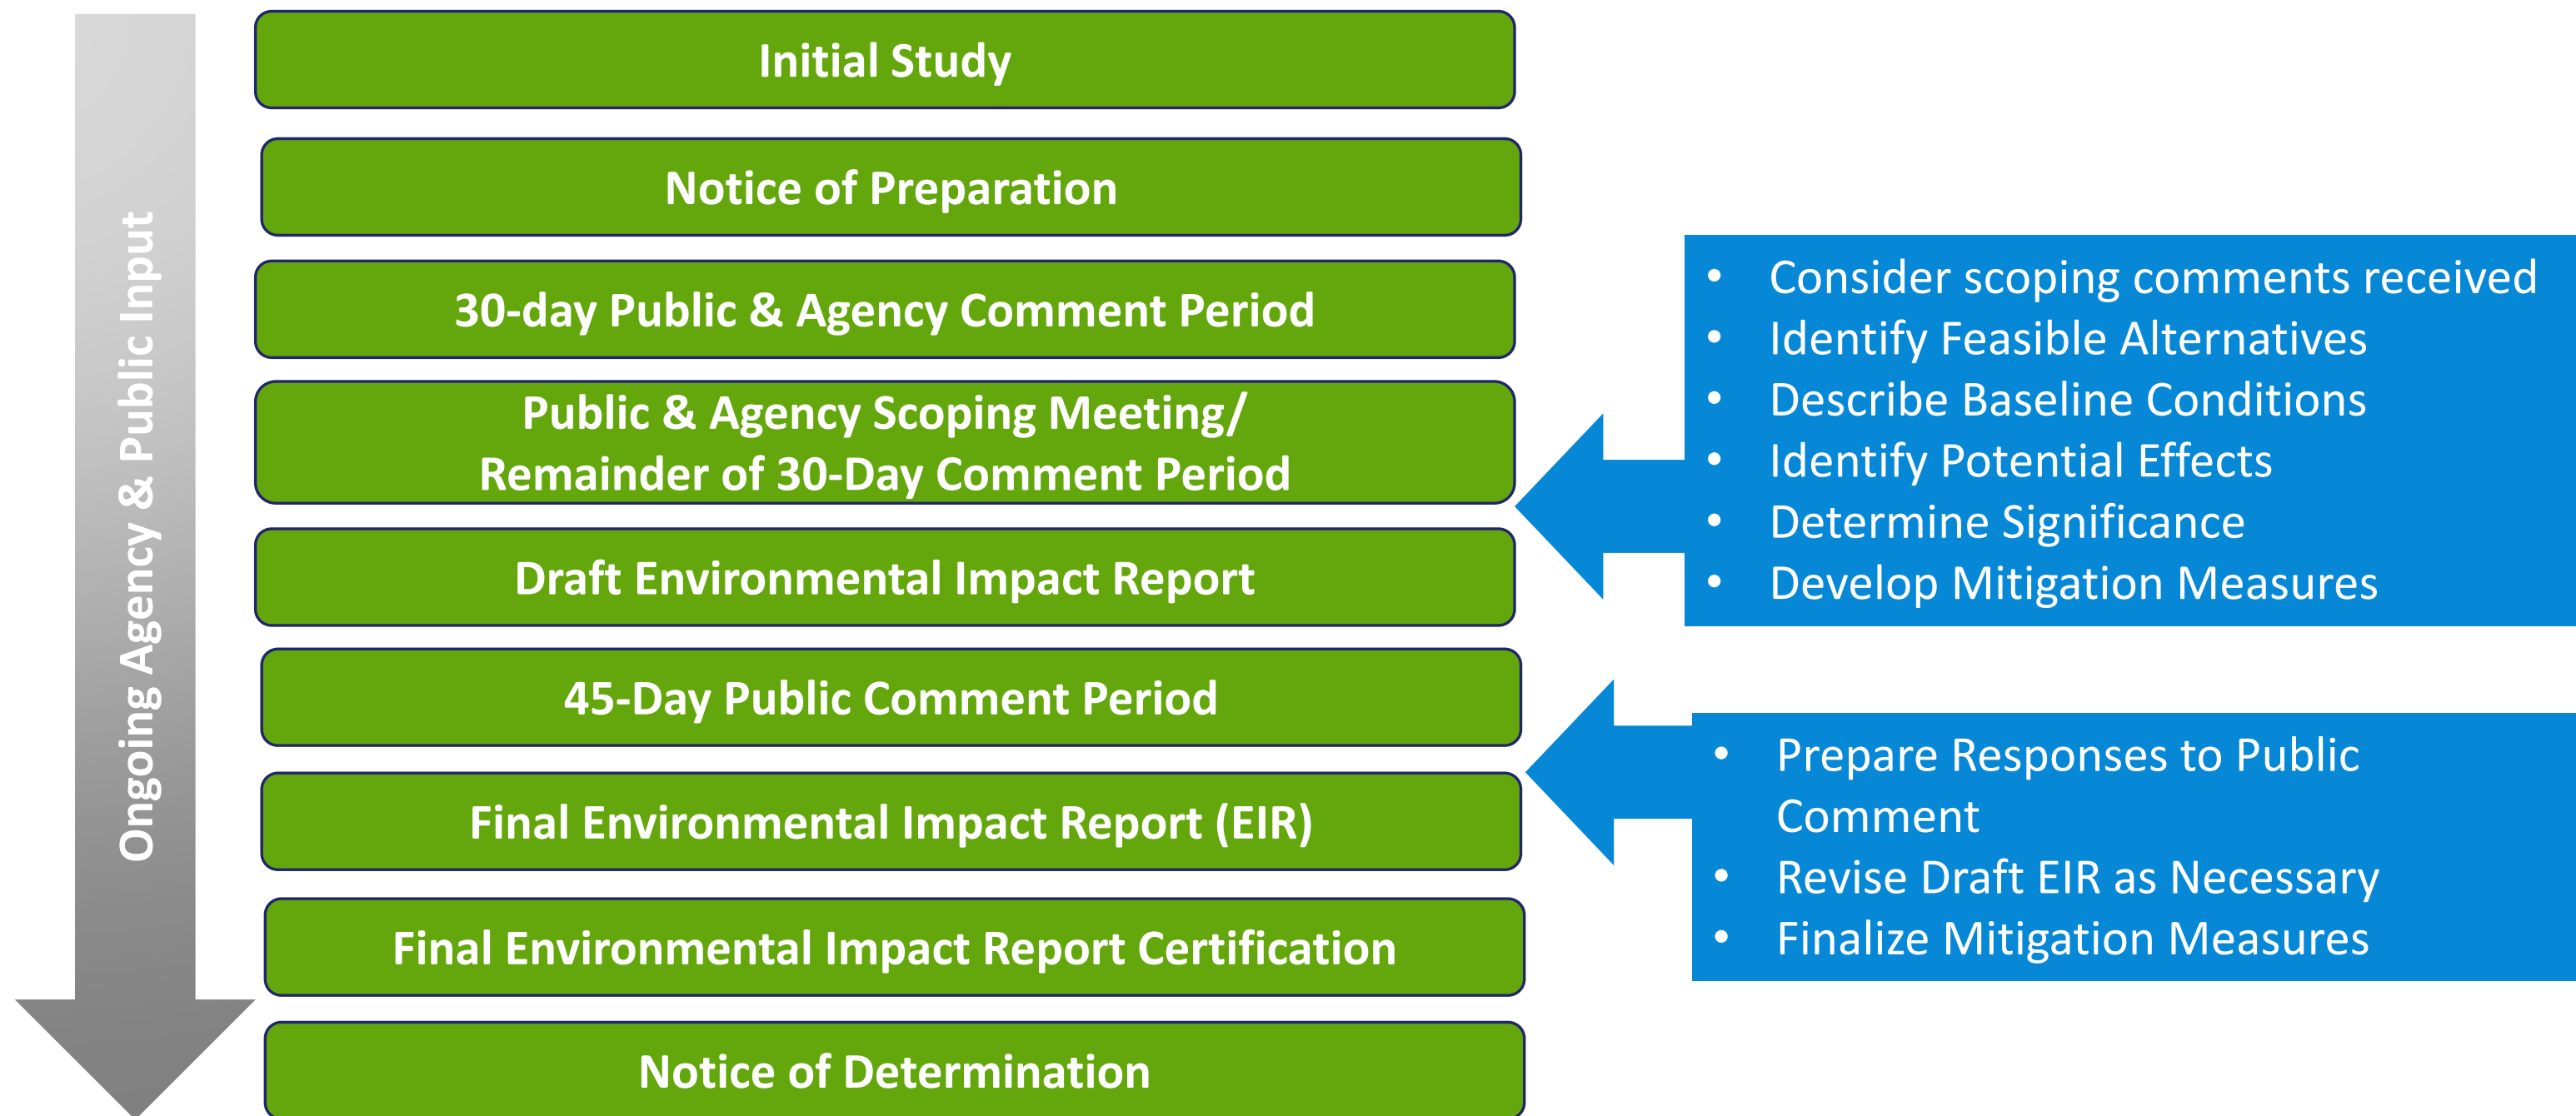 Ongoing Agency & Public Input
Initial Study
Notice of Preparation
30-day Public & Agency Comment Period
Public & Agency Scoping Meeting/
Remainder of 30-Day Comment Period
Draft Environmental Impact Report
45-Day Public Comment Period
Final Environmental Impact Report (EIR)
Final Environmental Impact Report Certification
Notice of Determination
• Consider scoping comments received
• Identify Feasible Alternatives
• Describe Baseline Conditions
• Identify Potential Effects
• Determine Significance
• Develop Mitigation Measures
• Prepare Responses to Public
Comment
• Revise Draft EIR as Necessary
• Finalize Mitigation Measures